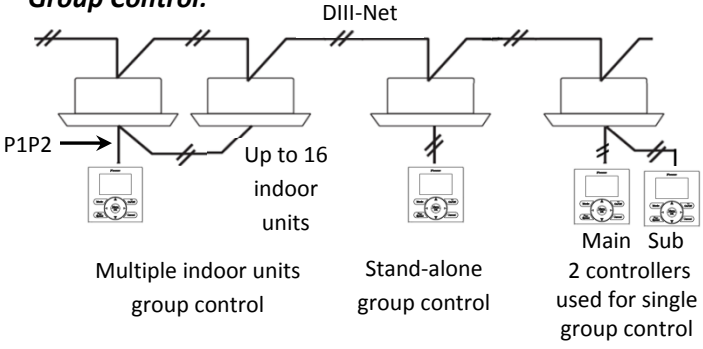 Group Control:
DIII-Net
P1P2
Up to 16
indoor
units
Main Sub
Multiple indoor units
group control
Stand-alone
group control
2 controllers
used for single
group control